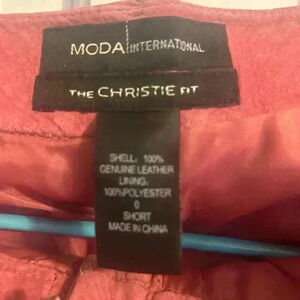 MODA INTERNATIONAL
THE CHRISTIE FIT
SHELL: 100%
GENUINE LEATHER
LINING:
100%POLYESTER
0
SHORT
MADE IN CHINA